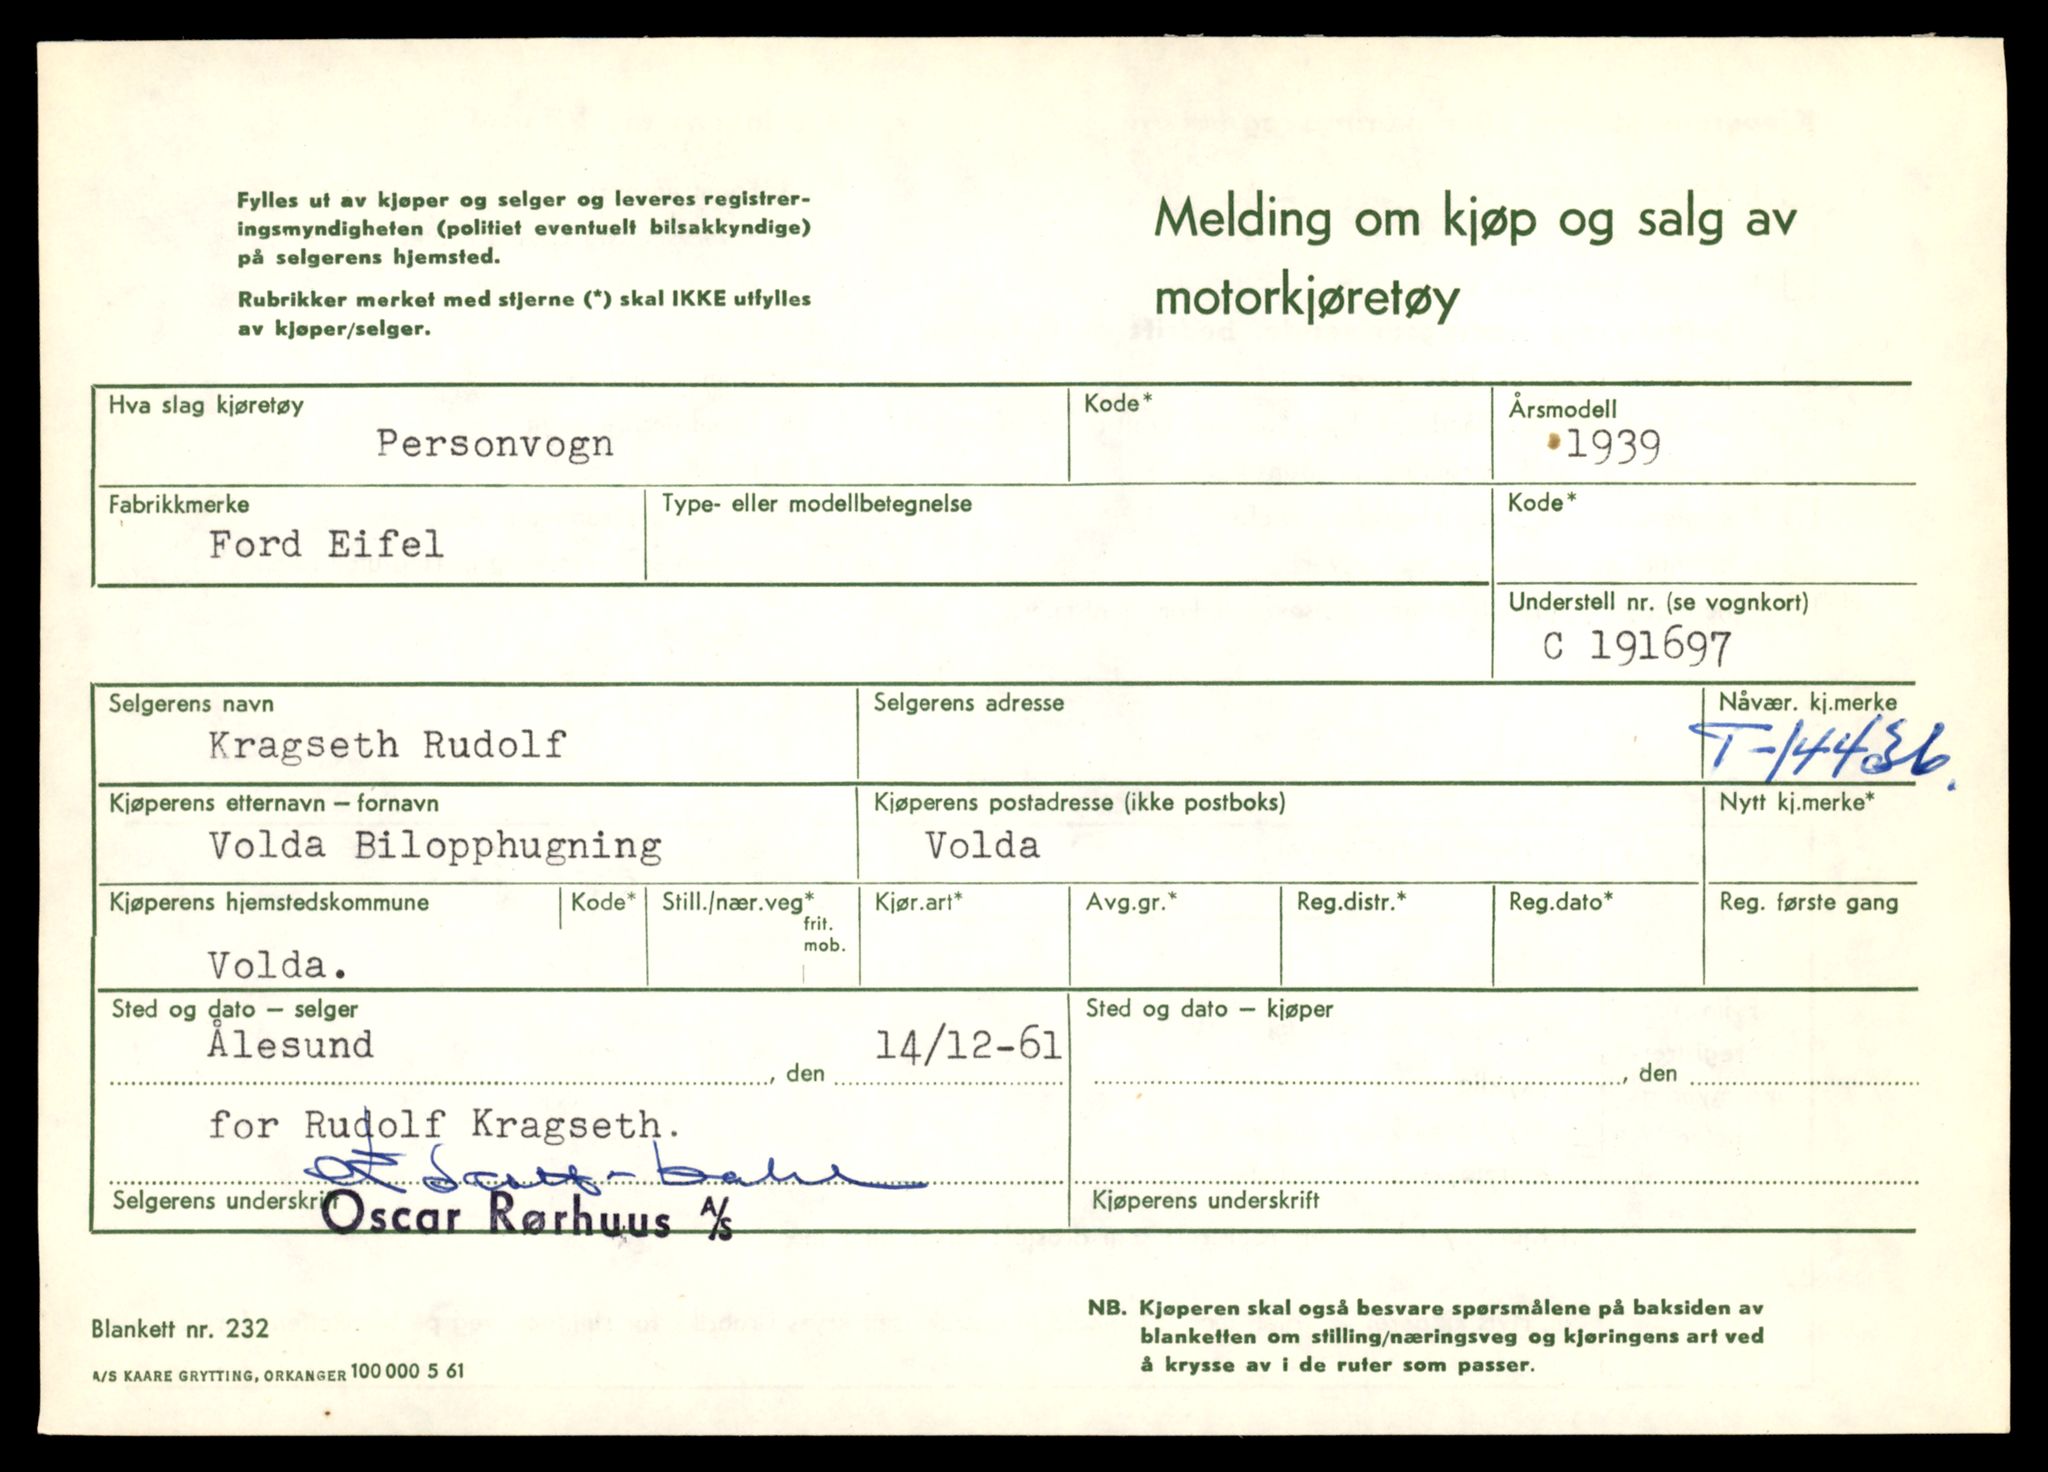 Fylles ut av kjøper og selger og leveres registrer-
ingsmyndigheten (politiet eventuelt bilsakkyndige)
på selgerens hjemsted.
Rubrikker merket med stjerne (*) skal IKKE utfylles
av kjøper/selger.
Melding om kjøp og salg av
motorkjøretøy
Hva slag kjøretøy
Personvogn
Kode*
Årsmodell
1939
Fabrikkmerke
Ford Eifel
Type- eller modellbetegnelse
Kode*
Understell nr. (se vognkort)
C 191697
Selgerens navn
Kragseth Rudolf
Selgerens adresse
Nåvær. kj.merke
T-14436.
Kjøperens etternavn – fornavn
Volda Bilopphugning
Kjøperens postadresse (ikke postboks)
Volda
Nytt kj.merke*
Kjøperens hjemstedskommune
Volda.
Kode*
Still./nær.veg*
frit.
mob.
Kjør.art*
Avg.gr.*
Reg.distr.*
Reg.dato*
Reg. første gang
Sted og dato – selger
Ålesund , den 14/12-61
Sted og dato – kjøper
, den
for Rudolf Kragseth.
Selgerens underskrift
Oscar Rørhuus A/S
Kjøperens underskrift
Blankett nr. 232
A/S KAARE GRYTTING, ORKANGER 100 000 5 61
NB. Kjøperen skal også besvare spørsmålene på baksiden av
blanketten om stilling/næringsveg og kjøringens art ved
å krysse av i de ruter som passer.